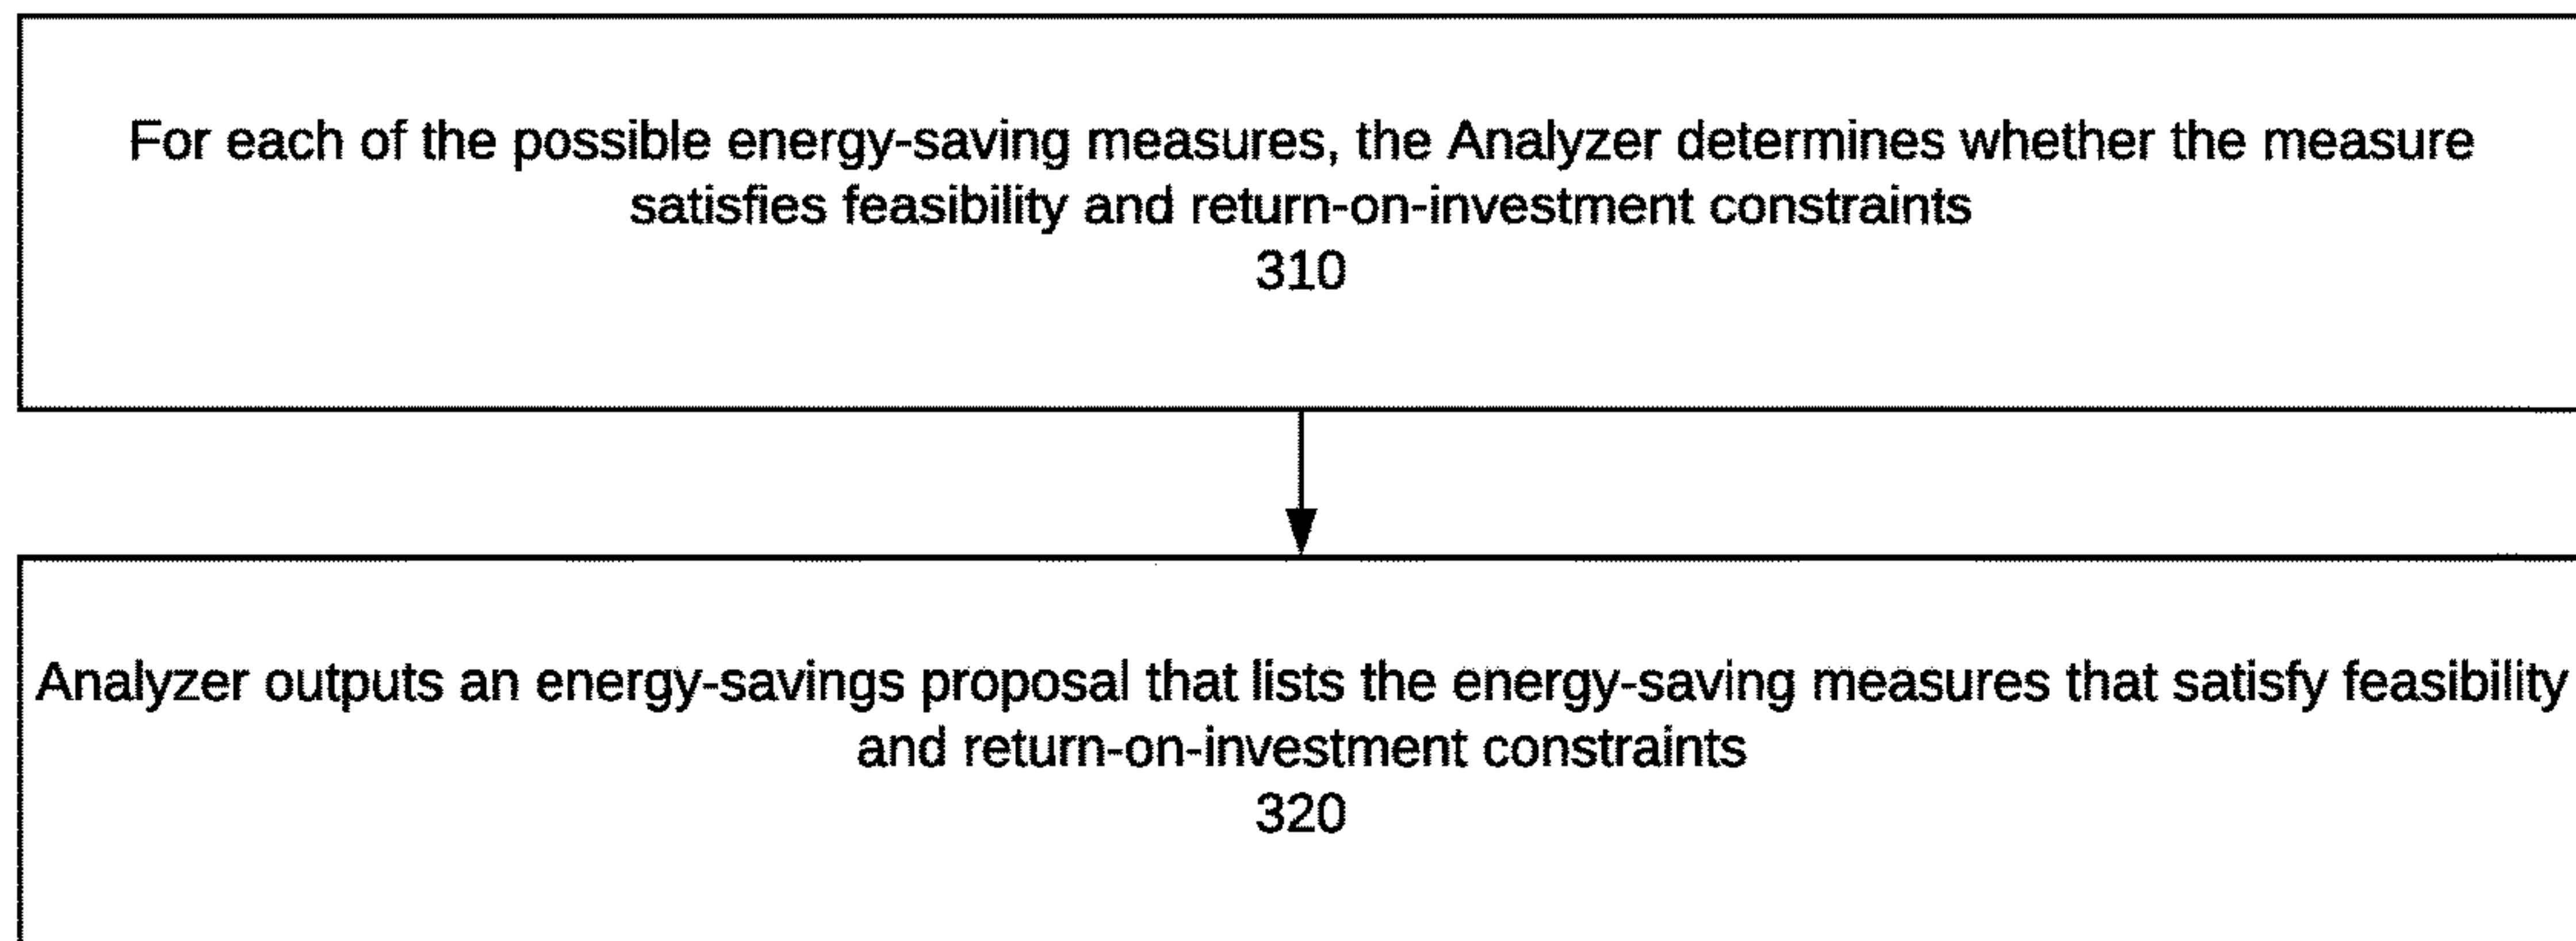 For each of the possible energy-saving measures, the Analyzer determines whether the measure
satisfies feasibility and return-on-investment constraints
310
Analyzer outputs an energy-savings proposal that lists the energy-saving measures that satisfy feasibility
and return-on-investment constraints
320